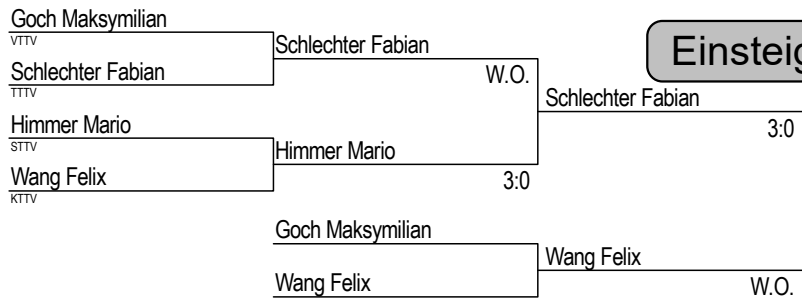 Goch Maksymilian
VTTV
Schlechter Fabian
TTTV
Himmer Mario
STTV
Wang Felix
KTTV
Schlechter Fabian
W.O.
Himmer Mario
3:0
Schlechter Fabian
3:0
Goch Maksymilian
Wang Felix
Wang Felix
W.O.